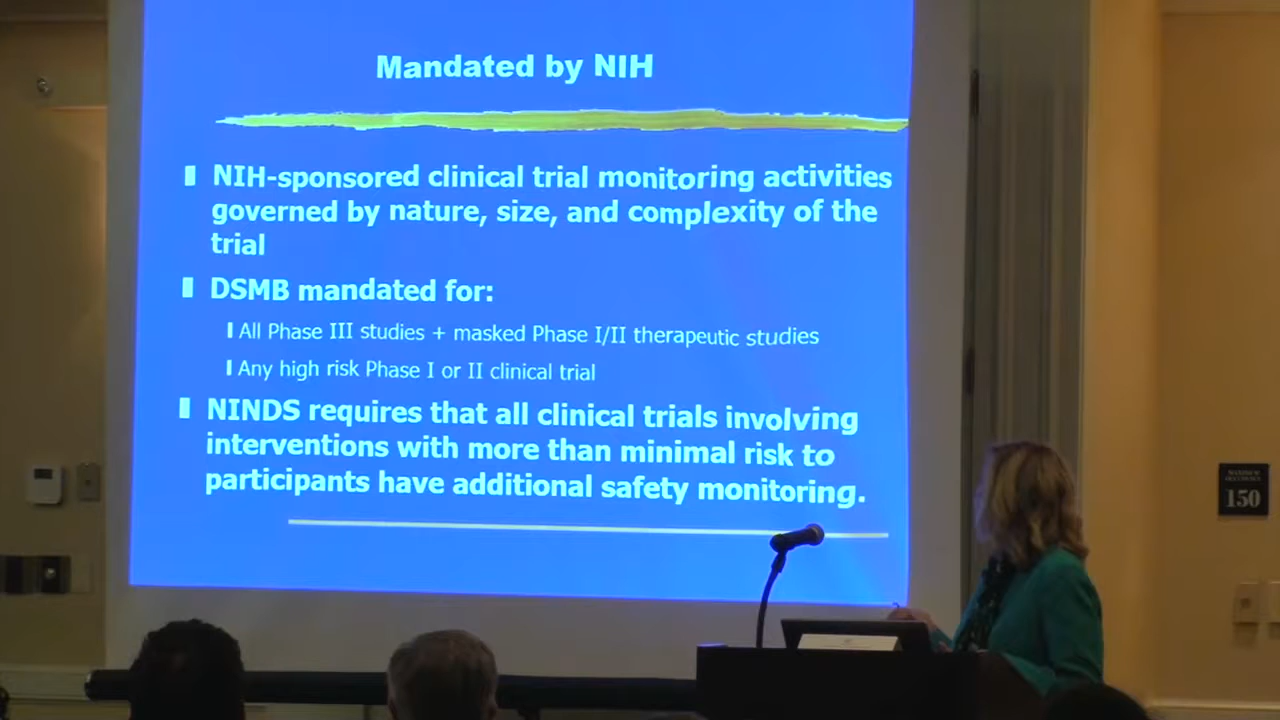 Mandated by NIH
NIH-sponsored clinical trial monitoring activities
governed by nature, size, and complexity of the
trial
DSMB mandated for:
All Phase III studies + masked Phase I/II therapeutic studies
Any high risk Phase I or II clinical trial
NINDS requires that all clinical trials involving
interventions with more than minimal risk to
participants have additional safety monitoring.
MAXIMUM
OCCUPANCY
150